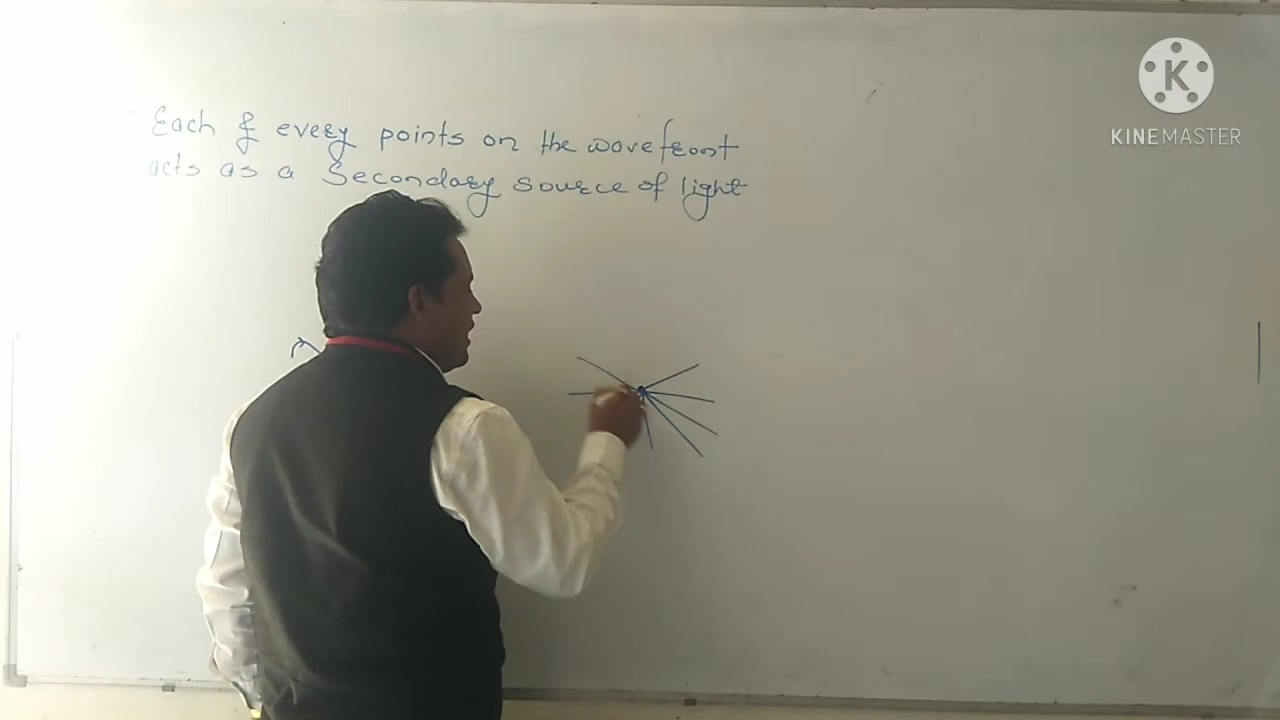 Each & every points on the wavefront
acts as a Secondary source of light
KINEMASTER